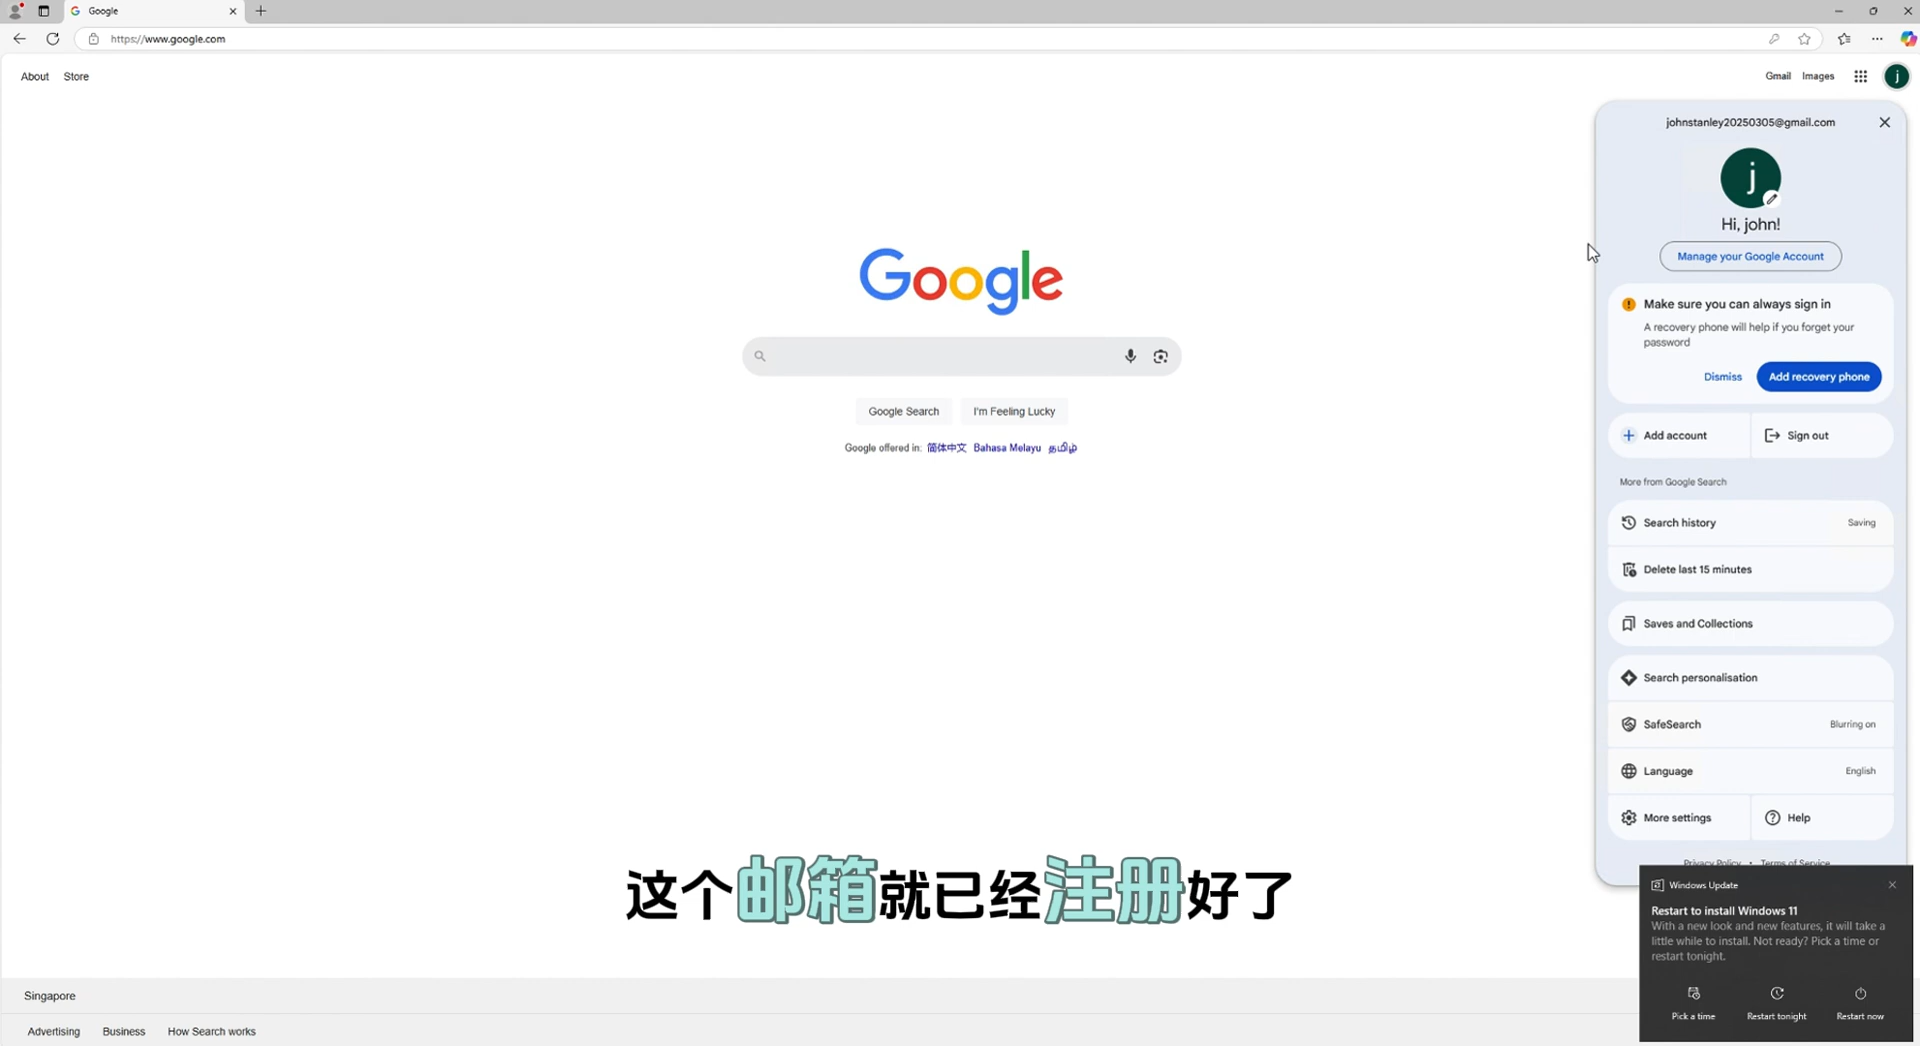 Google
https://www.google.com
About Store
Gmail Images
j
johnstanley20250305@gmail.com
j
Hi, john!
Manage your Google Account
Make sure you can always sign in
A recovery phone will help if you forget your
password
Dismiss Add recovery phone
Add account Sign out
More from Google Search
Search history Saving
Delete last 15 minutes
Saves and Collections
Search personalisation
SafeSearch Blurring on
Language English
More settings Help
Privacy Policy • Terms of Service
Google
Google Search I'm Feeling Lucky
Google offered in: 简体中文 Bahasa Melayu தமிழ்
这个邮箱就已经注册好了
Windows Update
Restart to install Windows 11
With a new look and new features, it will take a
little while to install. Not ready? Pick a time or
restart tonight.
Pick a time Restart tonight Restart now
Singapore
Advertising Business How Search works